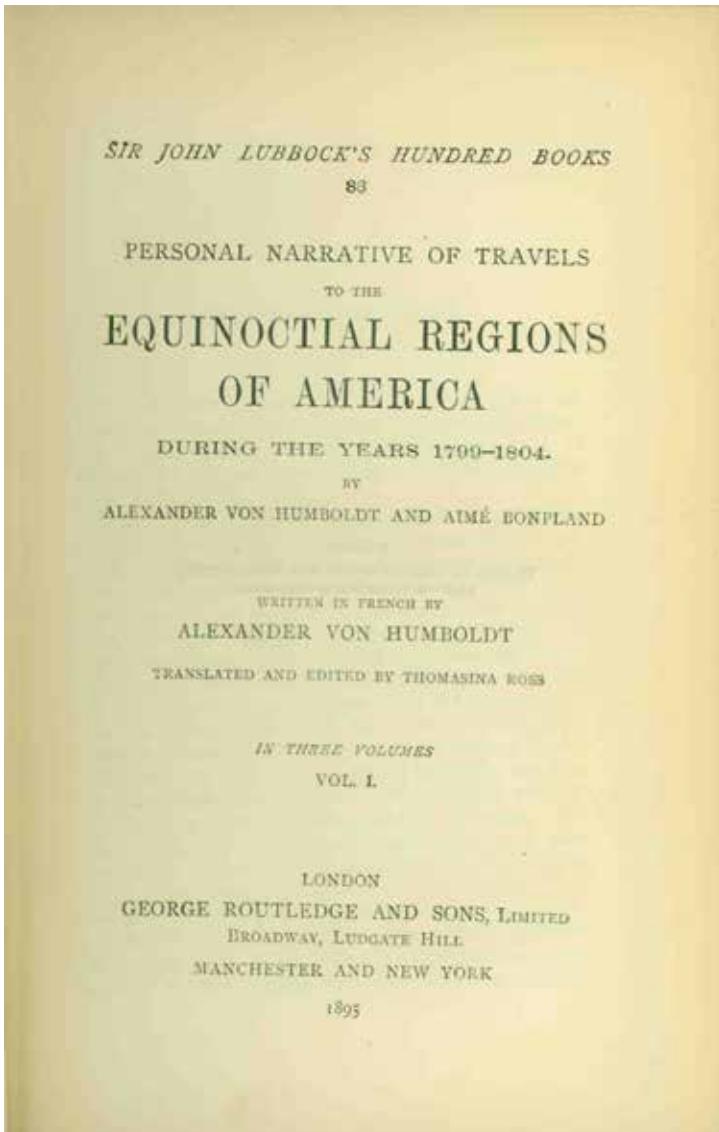 SIR JOHN LUBBOCK'S HUNDRED BOOKS
83
PERSONAL NARRATIVE OF TRAVELS
TO THE
EQUINOCTIAL REGIONS
OF AMERICA
DURING THE YEARS 1799–1804.
BY
ALEXANDER VON HUMBOLDT AND AIMÉ BONPLAND
WRITTEN IN FRENCH BY
ALEXANDER VON HUMBOLDT
TRANSLATED AND EDITED BY THOMASINA ROSS
IN THREE VOLUMES
VOL. I.
LONDON
GEORGE ROUTLEDGE AND SONS, LIMITED
BROADWAY, LUDGATE HILL
MANCHESTER AND NEW YORK
1895